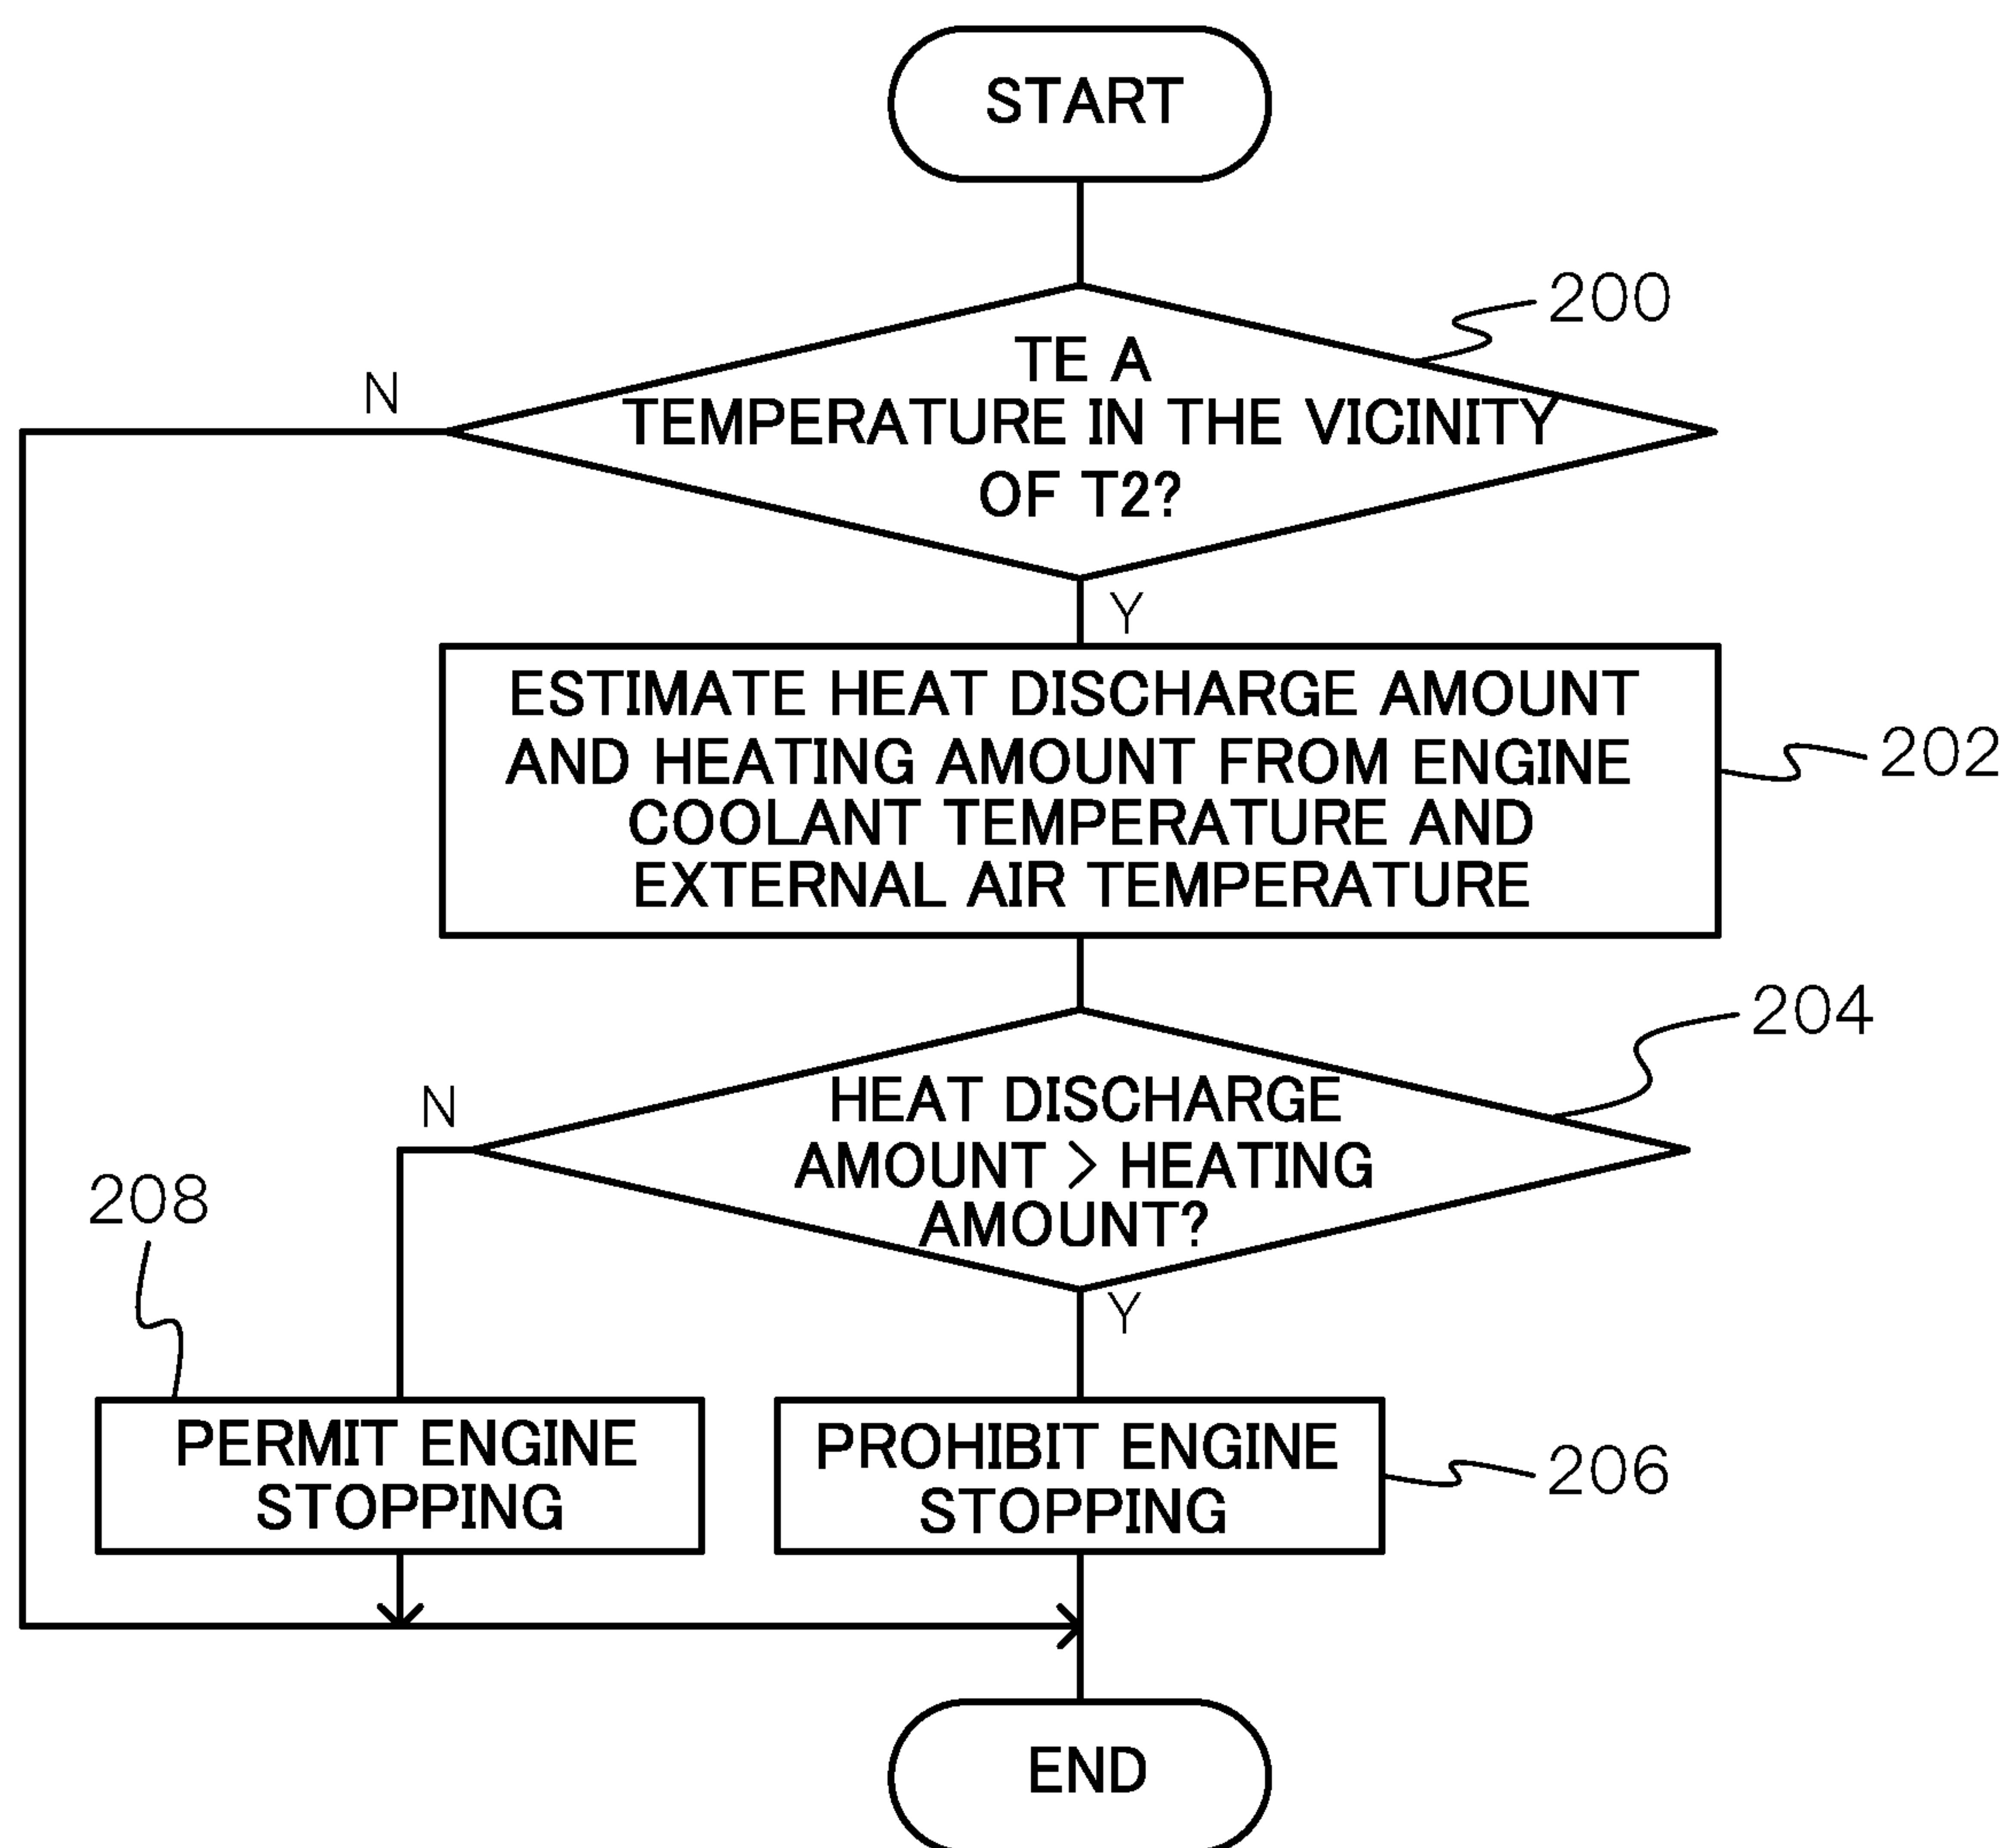 START
200
TE A
TEMPERATURE IN THE VICINITY
OF T2?
N
Y
ESTIMATE HEAT DISCHARGE AMOUNT
AND HEATING AMOUNT FROM ENGINE
COOLANT TEMPERATURE AND
EXTERNAL AIR TEMPERATURE
202
204
HEAT DISCHARGE
AMOUNT > HEATING
AMOUNT?
N
Y
208
PERMIT ENGINE
STOPPING
PROHIBIT ENGINE
STOPPING
206
END